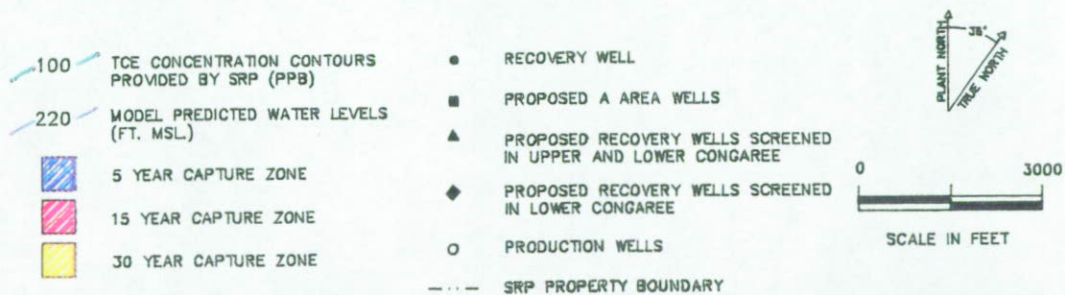 100 TCE CONCENTRATION CONTOURS
PROVIDED BY SRP (PPB)
220 MODEL PREDICTED WATER LEVELS
(FT. MSL.)
5 YEAR CAPTURE ZONE
15 YEAR CAPTURE ZONE
30 YEAR CAPTURE ZONE
RECOVERY WELL
PROPOSED A AREA WELLS
PROPOSED RECOVERY WELLS SCREENED
IN UPPER AND LOWER CONGAREE
PROPOSED RECOVERY WELLS SCREENED
IN LOWER CONGAREE
PRODUCTION WELLS
SRP PROPERTY BOUNDARY
PLANT NORTH
TRUE NORTH
0 3000
SCALE IN FEET